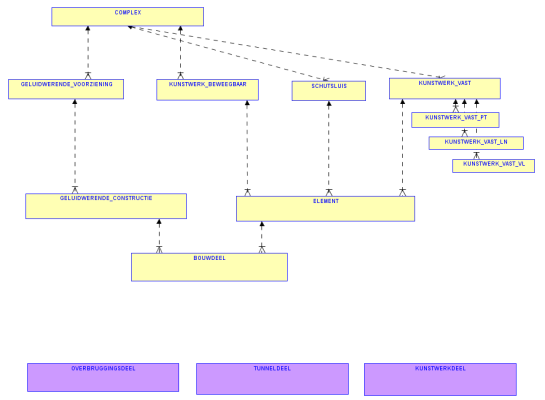 COMPLEX
GELUIDWERENDE_VOORZIENING
KUNSTWERK_BEWEEGBAAR
SCHUTSLUIS
KUNSTWERK_VAST
KUNSTWERK_VAST_PT
KUNSTWERK_VAST_LN
KUNSTWERK_VAST_VL
GELUIDWERENDE_CONSTRUCTIE
ELEMENT
BOUWDEEL
OVERBRUGGINGSDEEL
TUNNELDEEL
KUNSTWERKDEEL